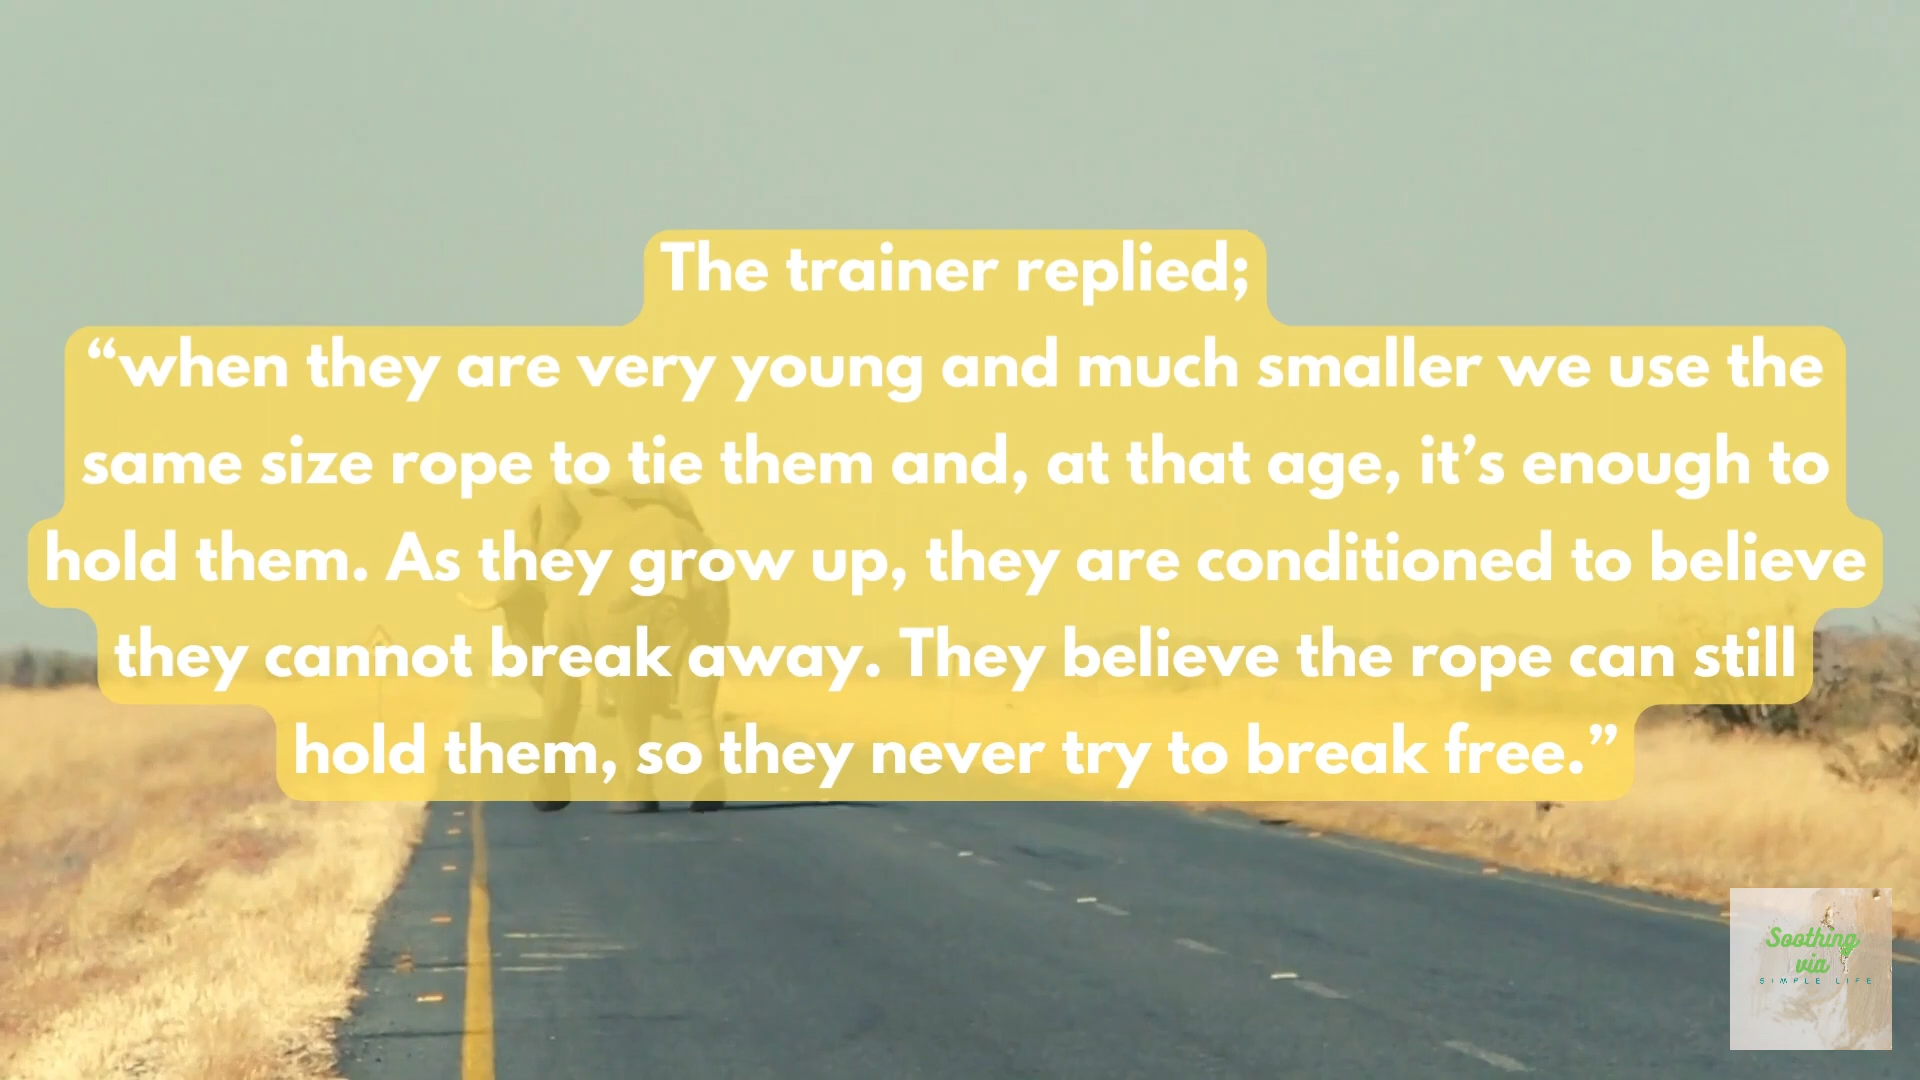 The trainer replied;
“when they are very young and much smaller we use the
same size rope to tie them and, at that age, it’s enough to
hold them. As they grow up, they are conditioned to believe
they cannot break away. They believe the rope can still
hold them, so they never try to break free.”
Soothing
via
SIMPLE LIFE